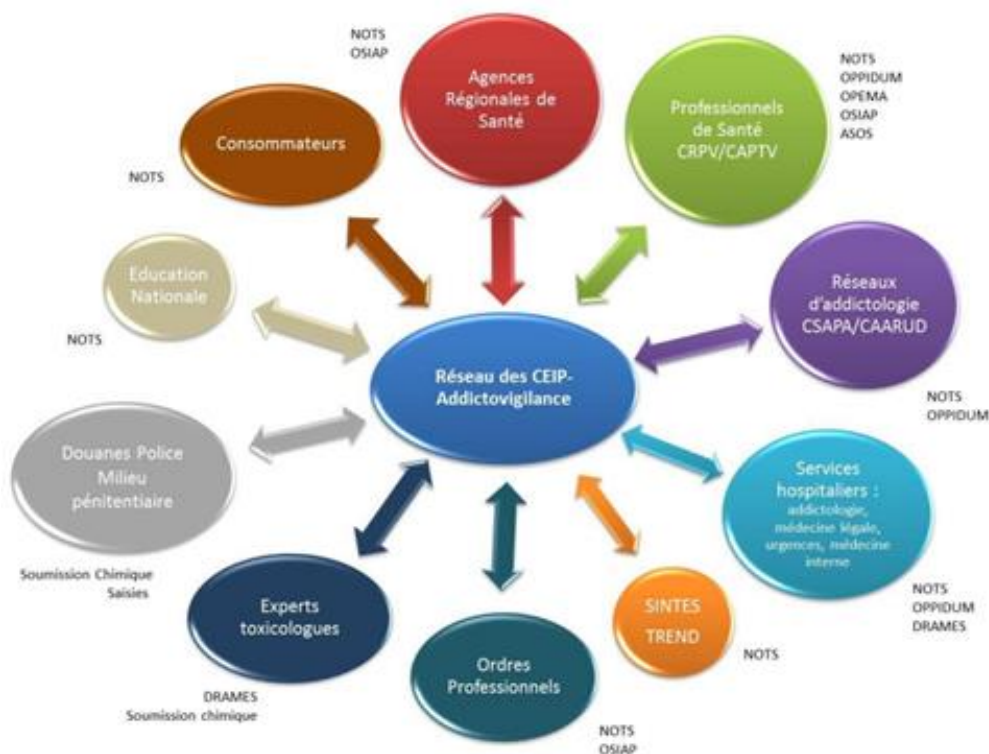 NOTS
OSIAP
Agences
Régionales de
Santé
NOTS
OPPIDUM
OPEMA
OSIAP
ASOS
Professionnels
de Santé
CRPV/CAPTV
Consommateurs
NOTS
Education
Nationale
NOTS
Réseaux
d'addictologie
CSAPA/CAARUD
NOTS
OPPIDUM
Réseau des CEIP-
Addictovigilance
Douanes Police
Milieu
pénitentiaire
Soumission Chimique
Saisies
Services
hospitaliers :
addictologie,
médecine légale,
urgences, médecine
interne
NOTS
OPPIDUM
DRAMES
Experts
toxicologues
DRAMES
Soumission chimique
Ordres
Professionnels
NOTS
OSIAP
SINTES
TREND
NOTS